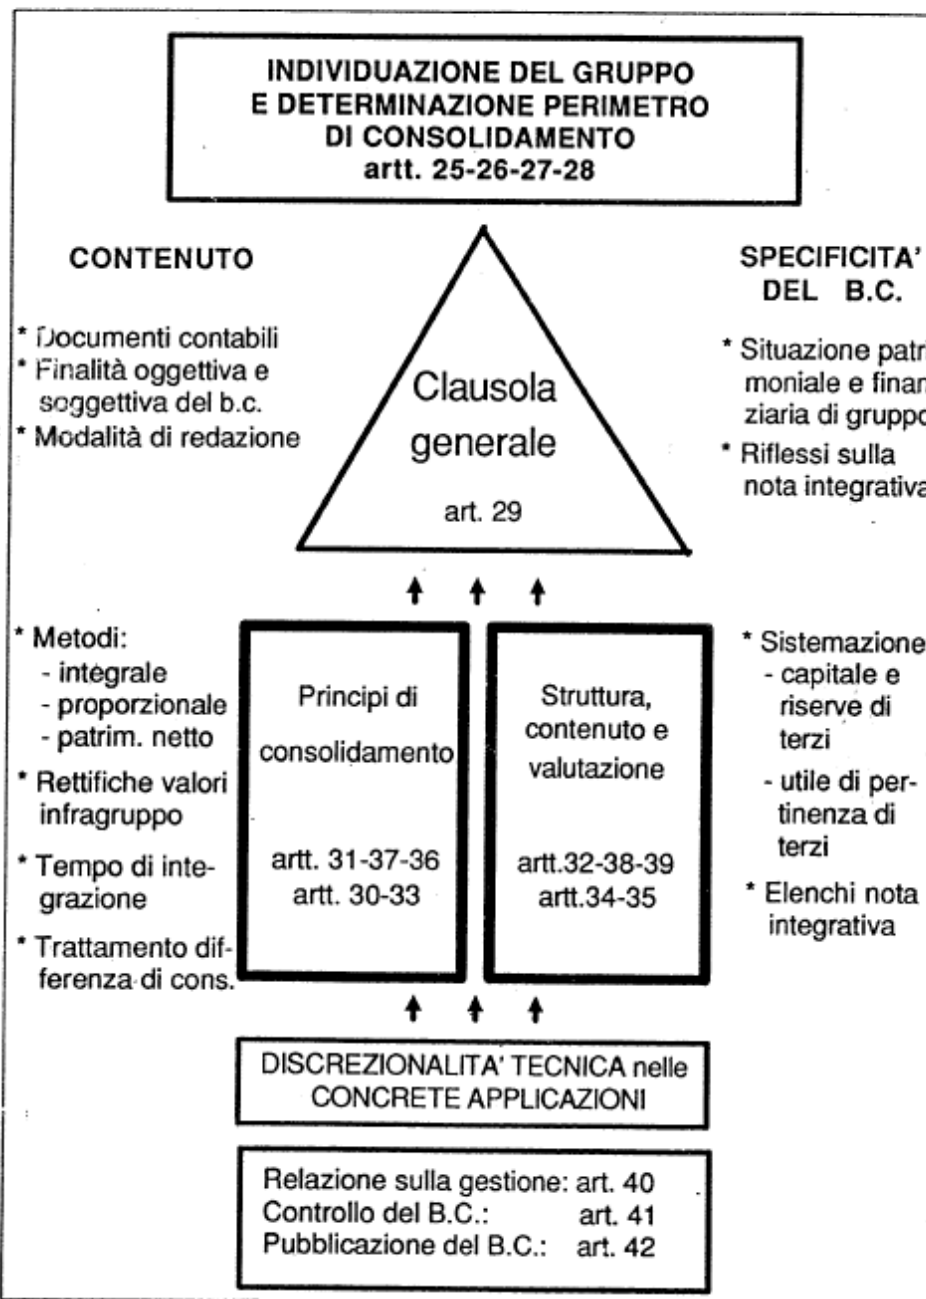 INDIVIDUAZIONE DEL GRUPPO
E DETERMINAZIONE PERIMETRO
DI CONSOLIDAMENTO
artt. 25-26-27-28
CONTENUTO
* Documenti contabili
* Finalità oggettiva e
soggettiva del b.c.
* Modalità di redazione
Clausola
generale
art. 29
SPECIFICITA'
DEL B.C.
* Situazione patri
moniale e finan
ziaria di gruppo
* Riflessi sulla
nota integrativa
* Metodi:
- integrale
- proporzionale
- patrim. netto
* Rettifiche valori
infragruppo
* Tempo di inte-
grazione
* Trattamento dif-
ferenza di cons.
Principi di
consolidamento
artt. 31-37-36
artt. 30-33
Struttura,
contenuto e
valutazione
artt.32-38-39
artt.34-35
* Sistemazione
- capitale e
riserve di
terzi
- utile di per-
tinenza di
terzi
* Elenchi nota
integrativa
DISCREZIONALITA' TECNICA nelle
CONCRETE APPLICAZIONI
Relazione sulla gestione: art. 40
Controllo del B.C.: art. 41
Pubblicazione del B.C.: art. 42